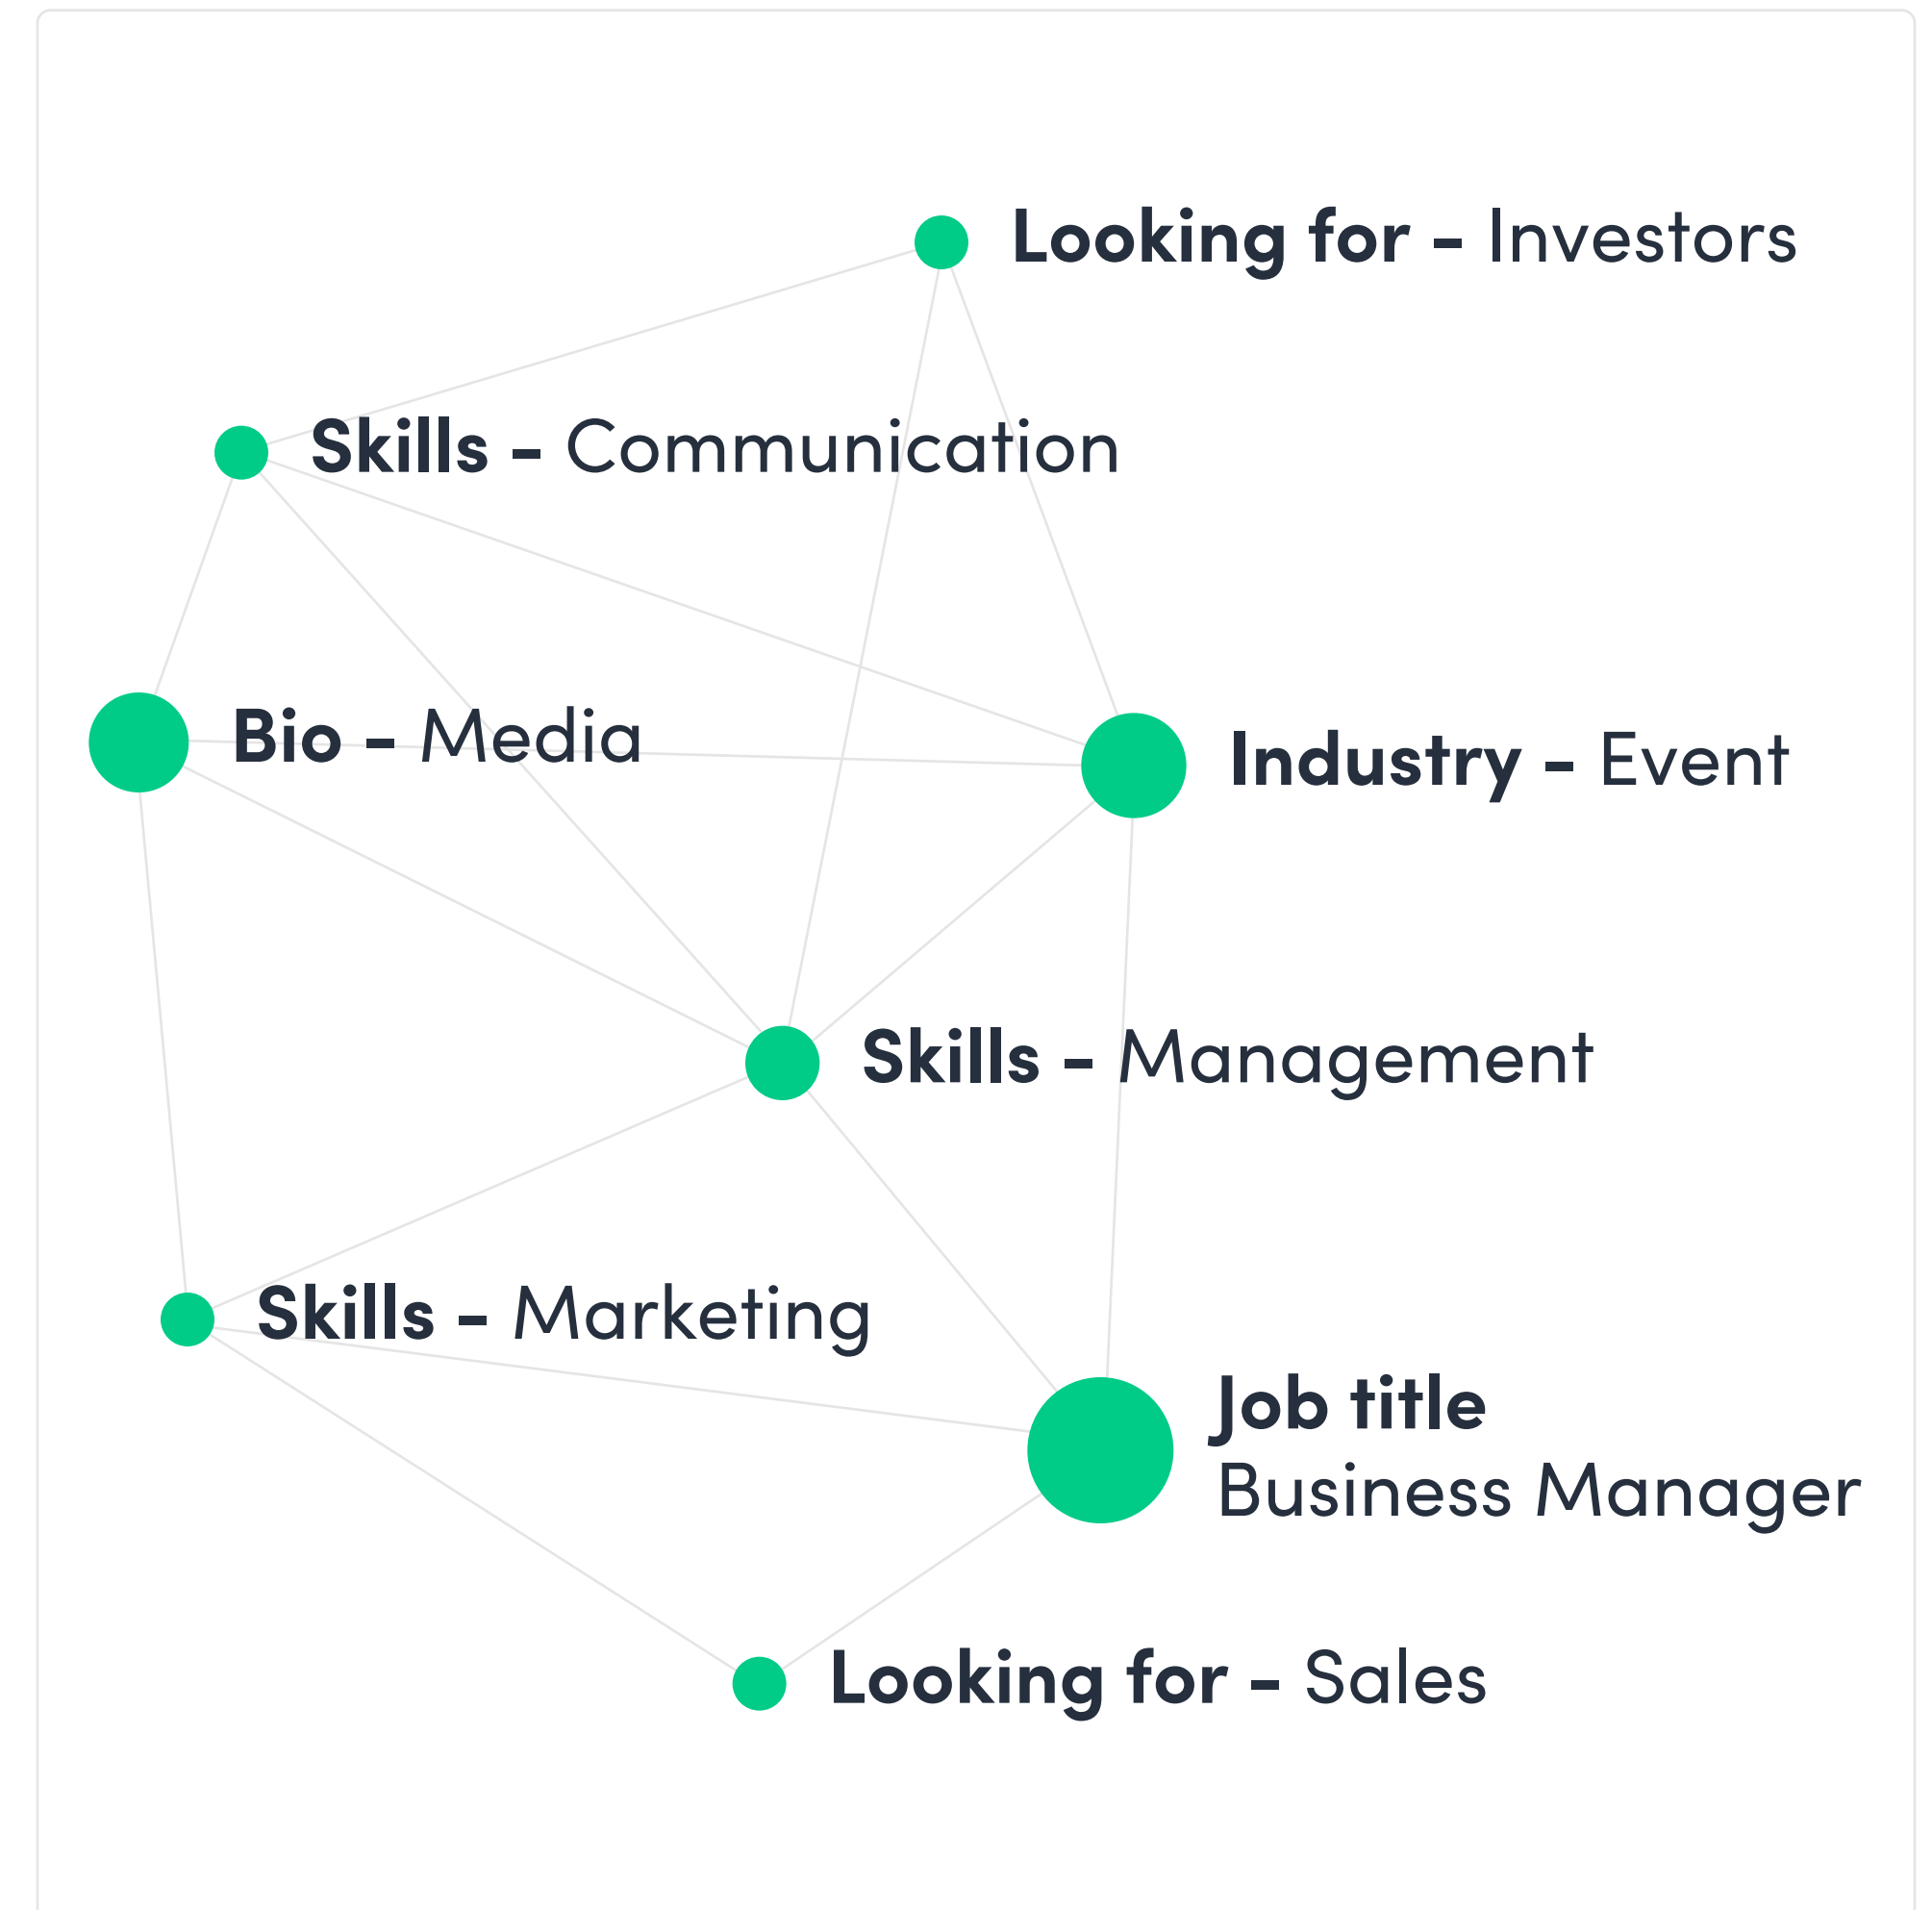 Looking for - Investors
Skills - Communication
Bio - Media
Industry - Event
Skills - Management
Skills - Marketing
Job title
Business Manager
Looking for - Sales